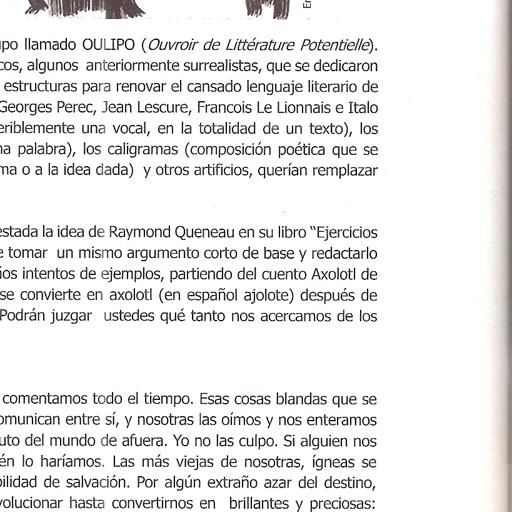 upo llamado OULIPO (Ouvroir de Littérature Potentielle).
cos, algunos anteriormente surrealistas, que se dedicaron
estructuras para renovar el cansado lenguaje literario de
Georges Perec, Jean Lescure, Francois Le Lionnais e Italo
eriblemente una vocal, en la totalidad de un texto), los
na palabra), los caligramas (composición poética que se
ma o a la idea dada) y otros artificios, querían remplazar
estada la idea de Raymond Queneau en su libro “Ejercicios
e tomar un mismo argumento corto de base y redactarlo
ños intentos de ejemplos, partiendo del cuento Axolotl de
se convierte en axolotl (en español ajolote) después de
Podrán juzgar ustedes qué tanto nos acercamos de los
comentamos todo el tiempo. Esas cosas blandas que se
omunican entre sí, y nosotras las oímos y nos enteramos
uto del mundo de afuera. Yo no las culpo. Si alguien nos
én lo haríamos. Las más viejas de nosotras, ígneas se
bilidad de salvación. Por algún extraño azar del destino,
volucionar hasta convertirnos en brillantes y preciosas: